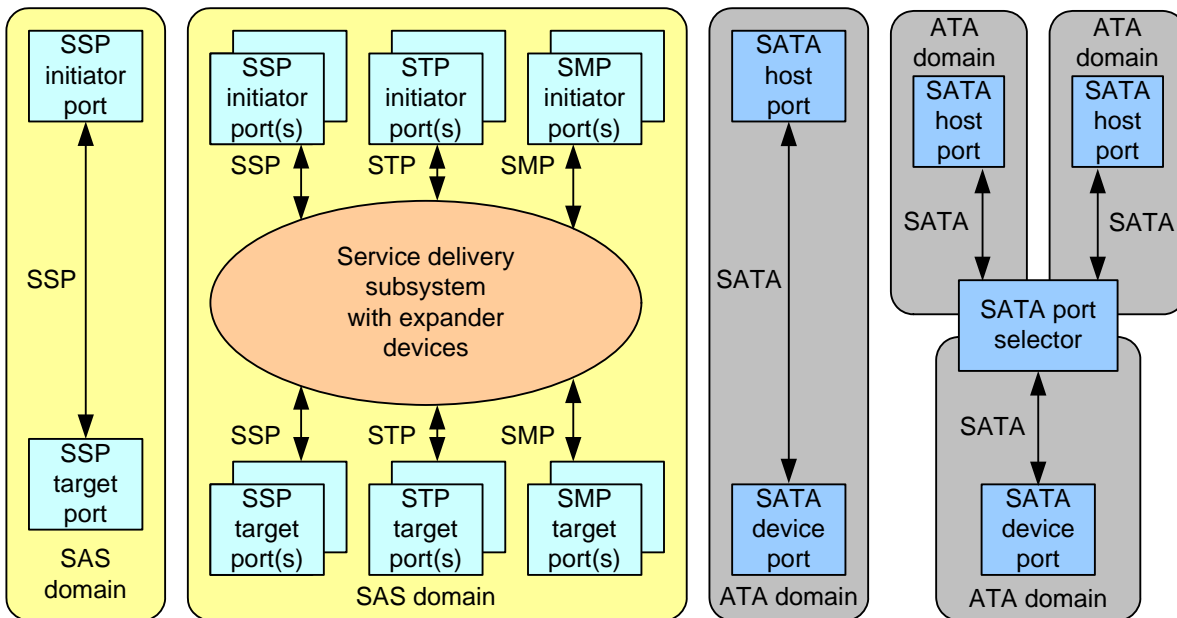 SSP
initiator
port
SSP
SSP
target
port
SAS
domain
SSP
initiator
port(s)
STP
initiator
port(s)
SMP
initiator
port(s)
SSP
STP
SMP
Service delivery
subsystem
with expander
devices
SSP
STP
SMP
SSP
target
port(s)
STP
target
port(s)
SMP
target
port(s)
SAS domain
SATA
host
port
SATA
SATA
device
port
ATA domain
ATA
domain
SATA
host
port
SATA
ATA
domain
SATA
host
port
SATA
SATA port
selector
SATA
SATA
device
port
ATA domain